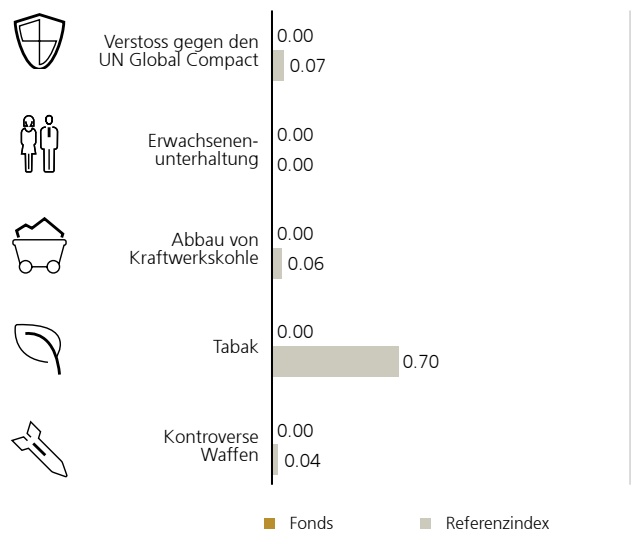 0.00
Verstoss gegen den
UN Global Compact
0.07
0.00
Erwachsenen-
unterhaltung
0.00
0.00
Abbau von
Kraftwerkskohle
0.06
0.00
Tabak
0.70
0.00
Kontroverse
Waffen
0.04
Fonds Referenzindex